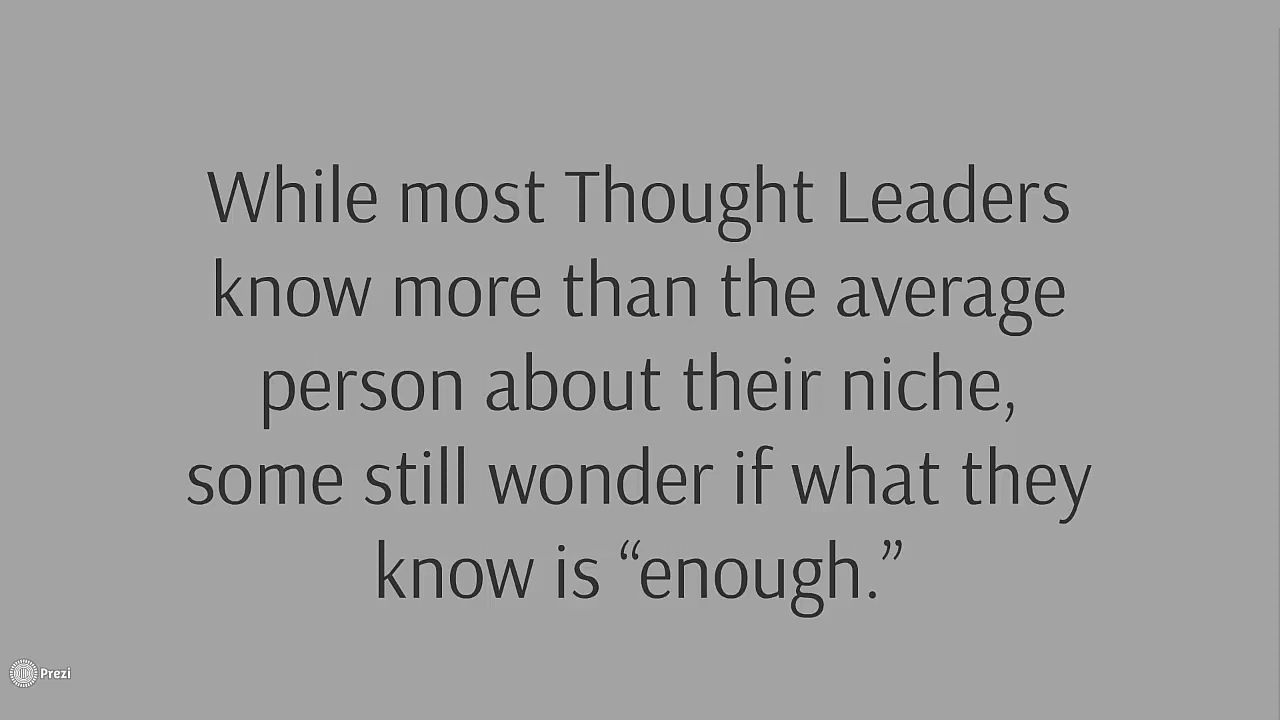 While most Thought Leaders
know more than the average
person about their niche,
some still wonder if what they
know is “enough.”
Prezi